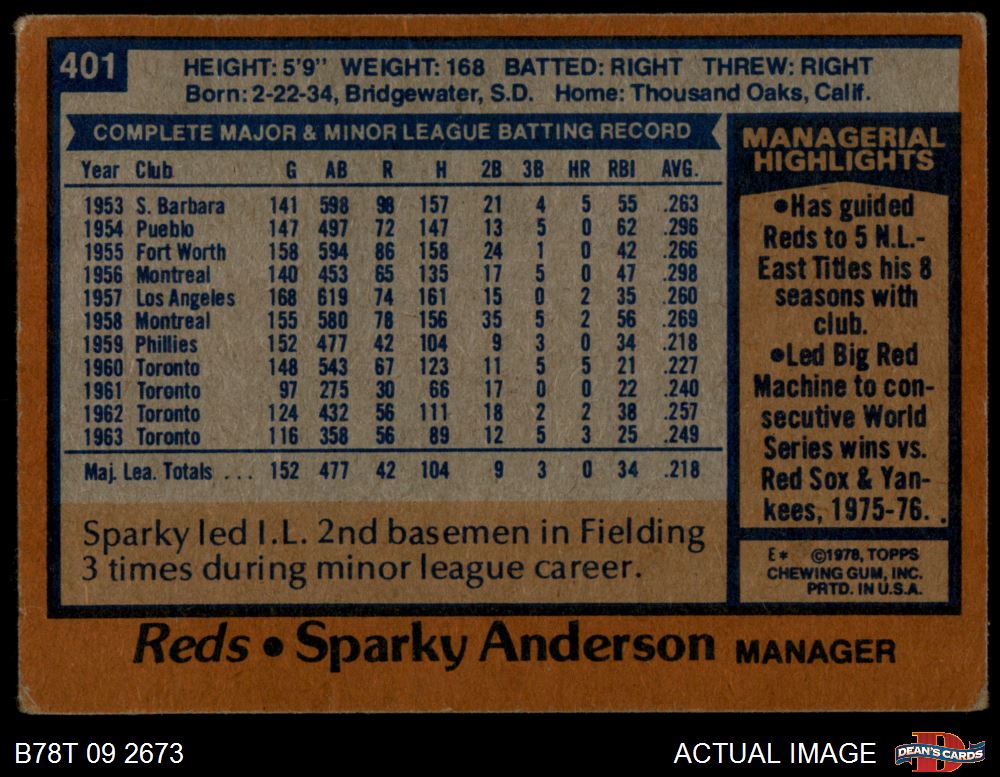 401
HEIGHT: 5'9" WEIGHT: 168 BATTED: RIGHT THREW: RIGHT
Born: 2-22-34, Bridgewater, S.D. Home: Thousand Oaks, Calif.
COMPLETE MAJOR & MINOR LEAGUE BATTING RECORD
Year Club G AB R H 2B 3B HR RBI AVG.
1953 S. Barbara 141 598 98 157 21 4 5 55 .263
1954 Pueblo 147 497 72 147 13 5 0 62 .296
1955 Fort Worth 158 594 86 158 24 1 0 42 .266
1956 Montreal 140 453 65 135 17 5 0 47 .298
1957 Los Angeles 168 619 74 161 15 0 2 35 .260
1958 Montreal 155 580 78 156 35 5 2 56 .269
1959 Phillies 152 477 42 104 9 3 0 34 .218
1960 Toronto 148 543 67 123 11 5 5 21 .227
1961 Toronto 97 275 30 66 17 0 0 22 .240
1962 Toronto 124 432 56 111 18 2 2 38 .257
1963 Toronto 116 358 56 89 12 5 3 25 .249
Maj. Lea. Totals ... 152 477 42 104 9 3 0 34 .218
Sparky led I.L. 2nd basemen in Fielding
3 times during minor league career.
MANAGERIAL
HIGHLIGHTS
•Has guided
Reds to 5 N.L.-
East Titles his 8
seasons with
club.
•Led Big Red
Machine to con-
secutive World
Series wins vs.
Red Sox & Yan-
kees, 1975-76.
E* ©1978, TOPPS
CHEWING GUM, INC.
PRTD. IN U.S.A.
Reds • Sparky Anderson MANAGER
B78T 09 2673
ACTUAL IMAGE
D
DEAN'S CARDS